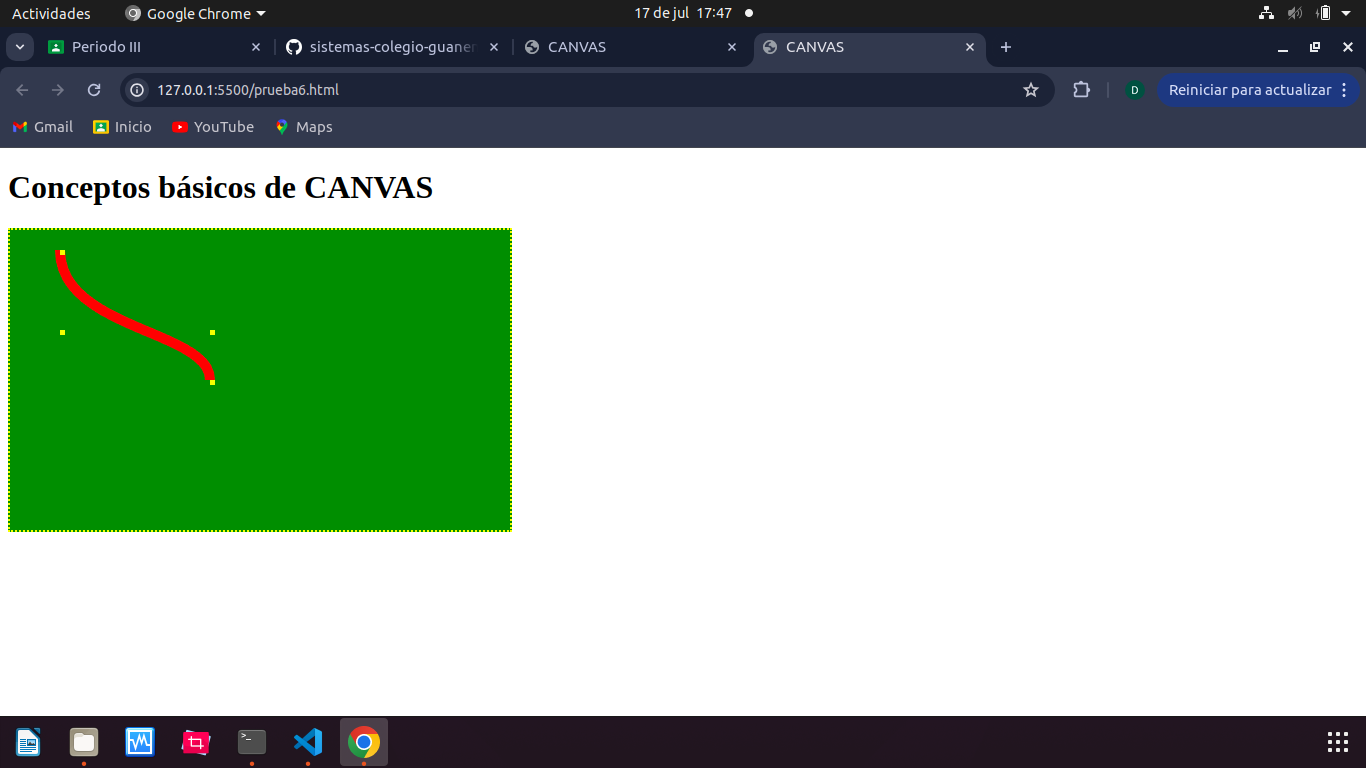 Actividades Google Chrome 17 de jul 17:47
Periodo III sistemas-colegio-guaner CANVAS CANVAS
127.0.0.1:5500/prueba6.html D Reiniciar para actualizar
Gmail Inicio YouTube Maps
Conceptos básicos de CANVAS